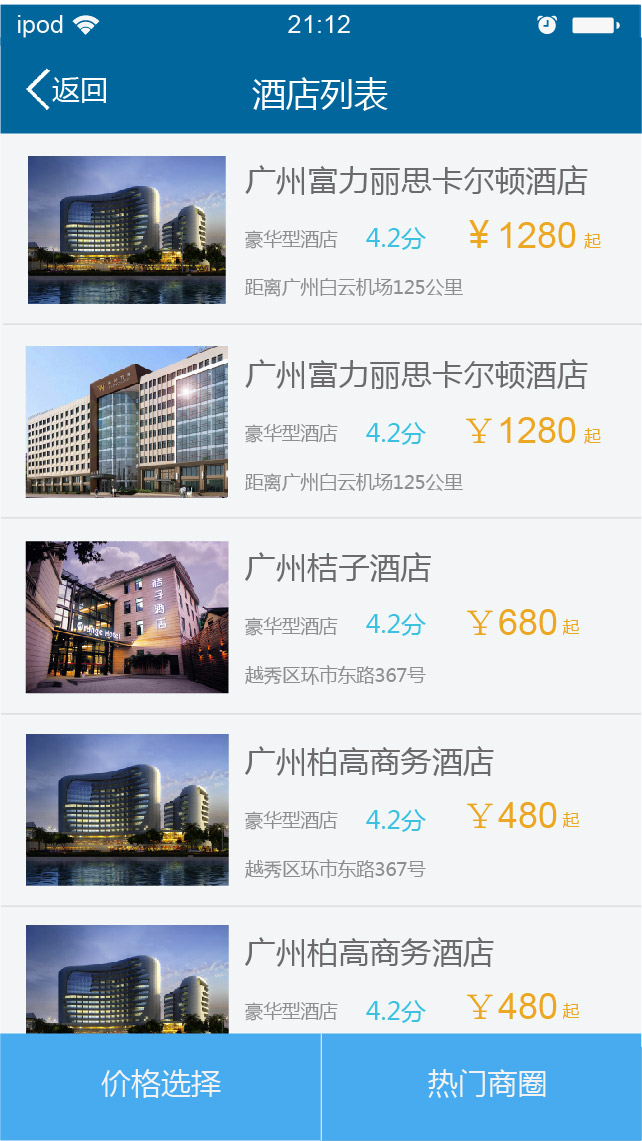 ipod 21:12
返回 酒店列表
广州富力丽思卡尔顿酒店
豪华型酒店 4.2分 ¥1280起
距离广州白云机场125公里
广州富力丽思卡尔顿酒店
豪华型酒店 4.2分 ¥1280起
距离广州白云机场125公里
桔子酒店
Orange Hotel
广州桔子酒店
豪华型酒店 4.2分 ¥680起
越秀区环市东路367号
广州柏高商务酒店
豪华型酒店 4.2分 ¥480起
越秀区环市东路367号
广州柏高商务酒店
豪华型酒店 4.2分 ¥480起
价格选择 热门商圈